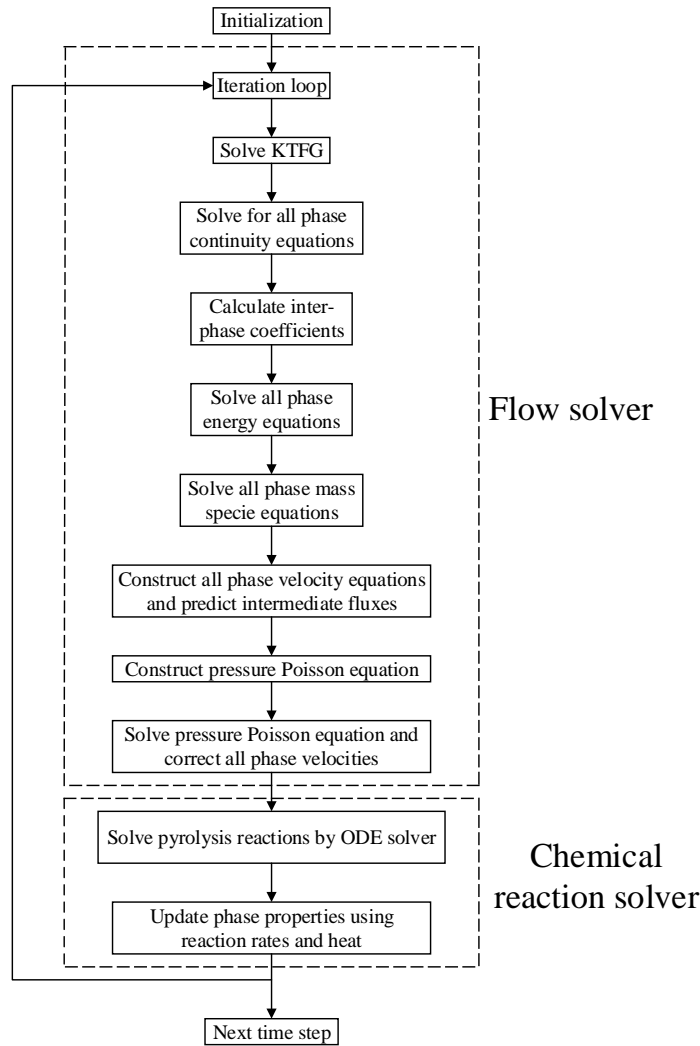 Initialization
Iteration loop
Solve KTFG
Solve for all phase
continuity equations
Calculate inter-
phase coefficients
Solve all phase
energy equations
Flow solver
Solve all phase mass
specie equations
Construct all phase velocity equations
and predict intermediate fluxes
Construct pressure Poisson equation
Solve pressure Poisson equation and
correct all phase velocities
Solve pyrolysis reactions by ODE solver
Chemical
reaction solver
Update phase properties using
reaction rates and heat
Next time step